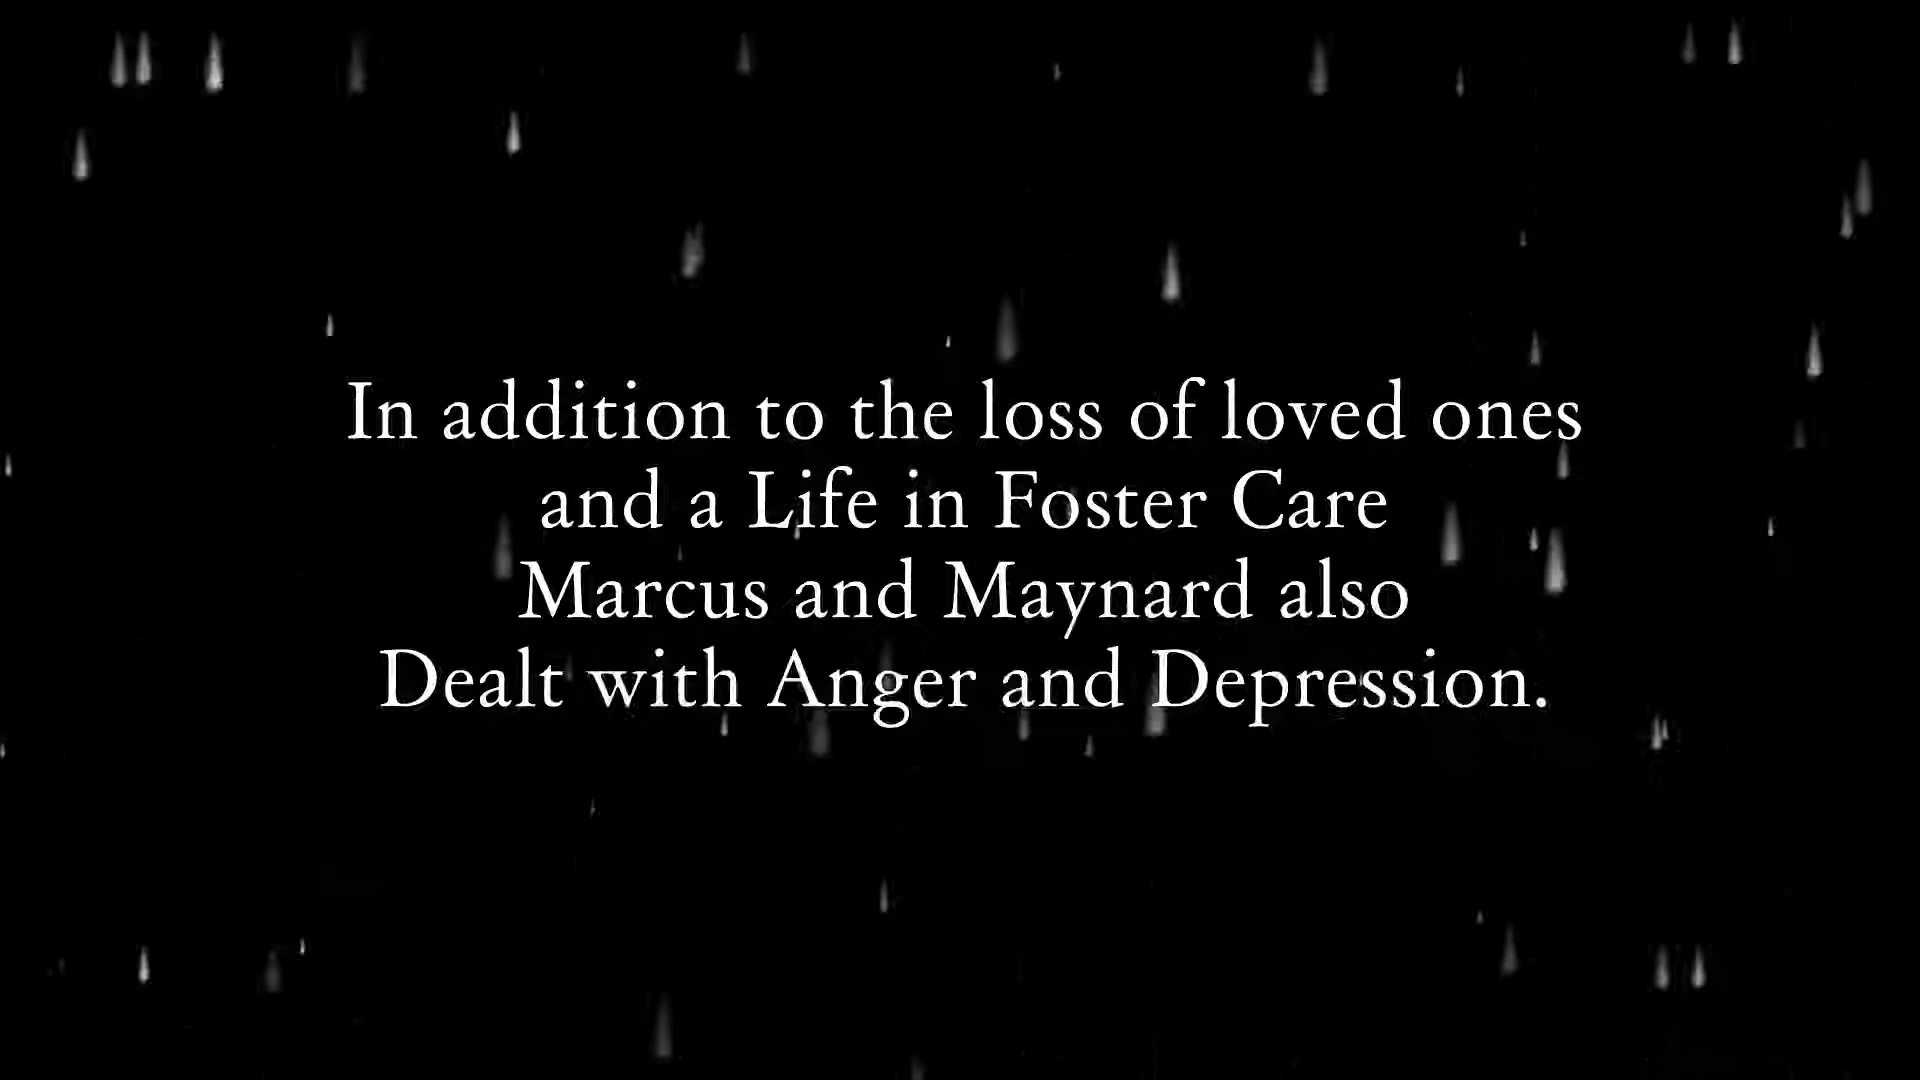 In addition to the loss of loved ones
and a Life in Foster Care
Marcus and Maynard also
Dealt with Anger and Depression.